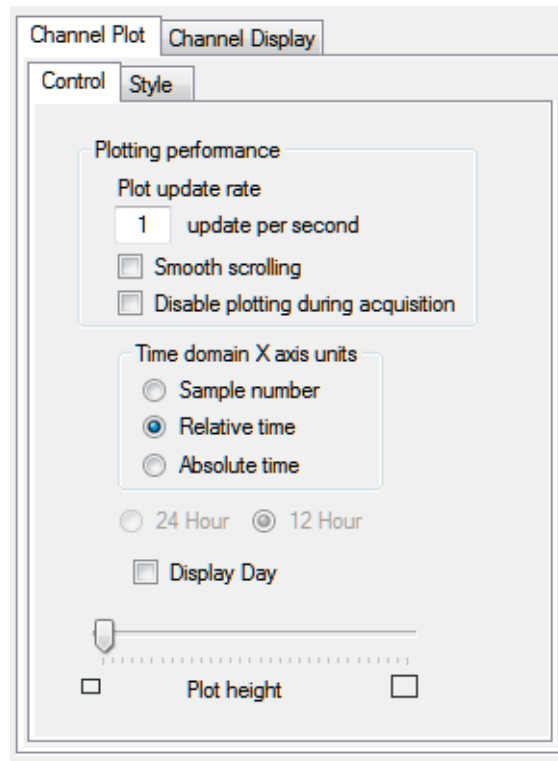 Channel Plot Channel Display
Control Style
Plotting performance
Plot update rate
1 update per second
Smooth scrolling
Disable plotting during acquisition
Time domain X axis units
Sample number
Relative time
Absolute time
24 Hour 12 Hour
Display Day
Plot height